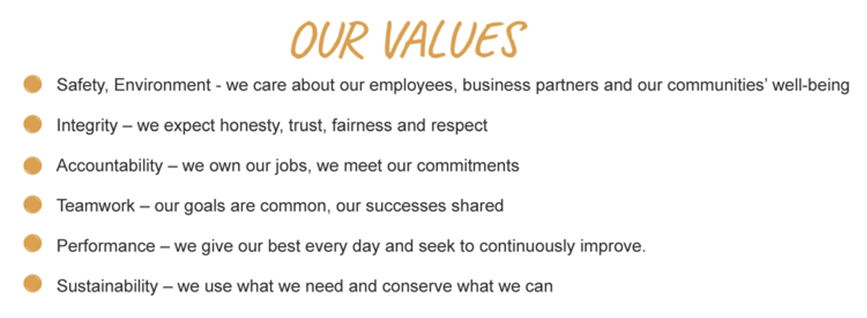 OUR VALUES
Safety, Environment - we care about our employees, business partners and our communities’ well-being
Integrity – we expect honesty, trust, fairness and respect
Accountability – we own our jobs, we meet our commitments
Teamwork – our goals are common, our successes shared
Performance – we give our best every day and seek to continuously improve.
Sustainability – we use what we need and conserve what we can